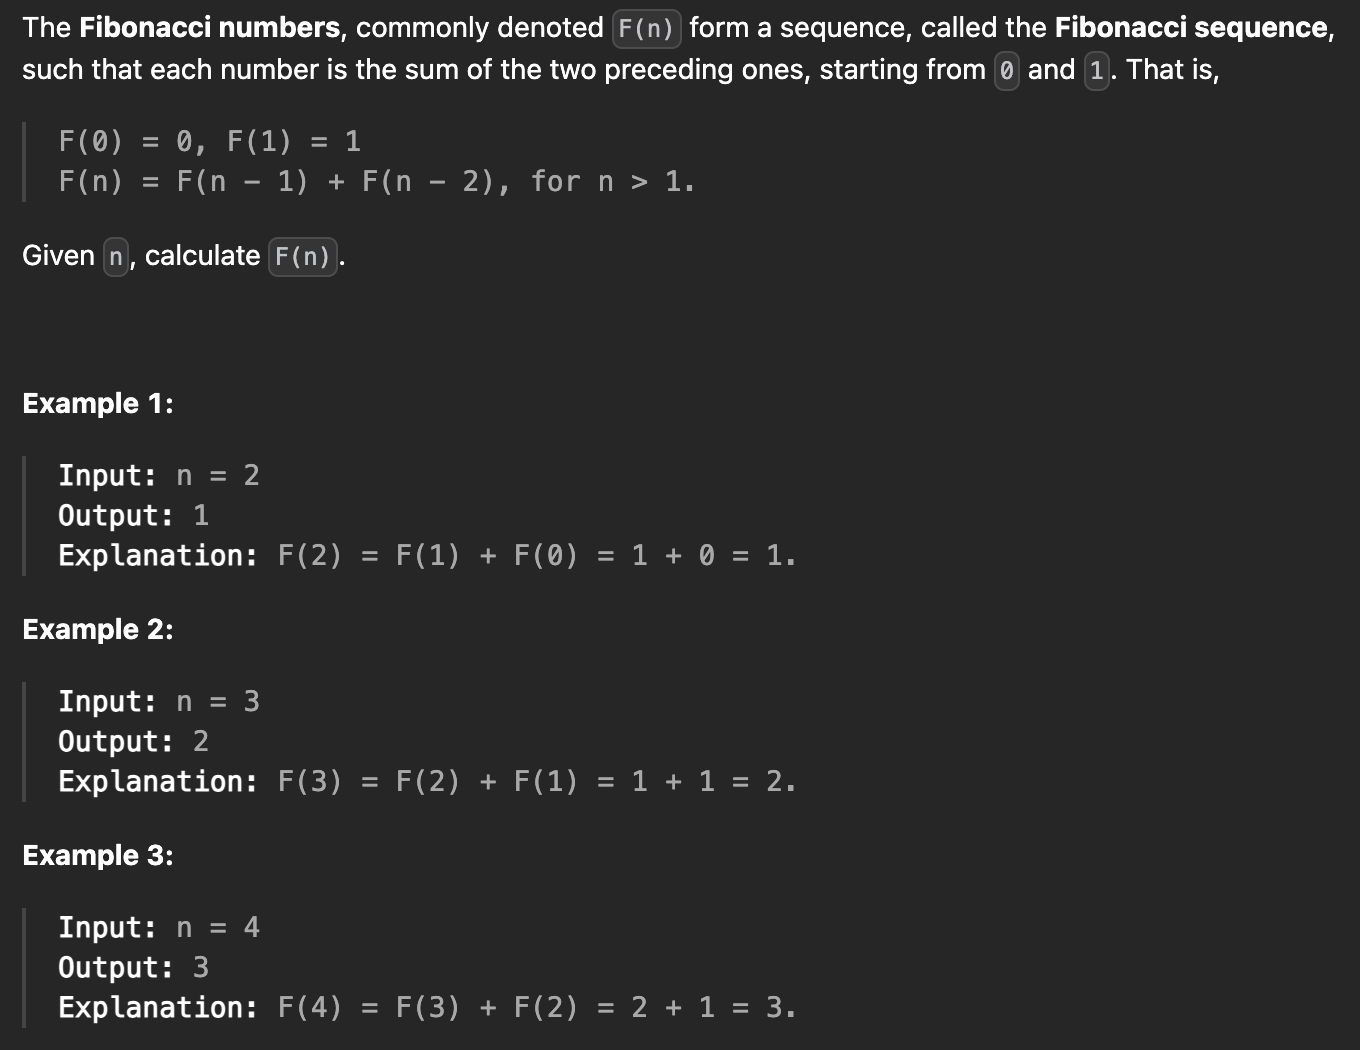 The Fibonacci numbers, commonly denoted F(n) form a sequence, called the Fibonacci sequence,
such that each number is the sum of the two preceding ones, starting from 0 and 1. That is,
F(0) = 0, F(1) = 1
F(n) = F(n - 1) + F(n - 2), for n > 1.
Given n, calculate F(n).
Example 1:
Input: n = 2
Output: 1
Explanation: F(2) = F(1) + F(0) = 1 + 0 = 1.
Example 2:
Input: n = 3
Output: 2
Explanation: F(3) = F(2) + F(1) = 1 + 1 = 2.
Example 3:
Input: n = 4
Output: 3
Explanation: F(4) = F(3) + F(2) = 2 + 1 = 3.